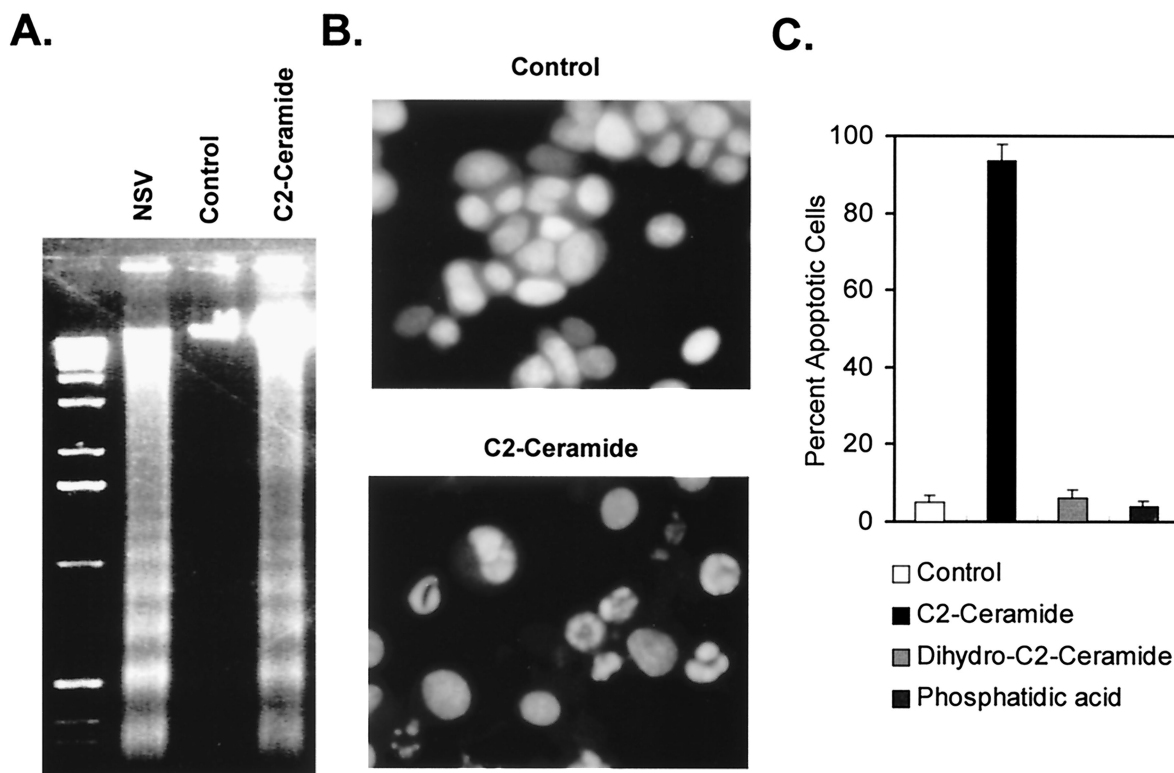 A.
NSV
Control
C2-Ceramide
B.
Control
C2-Ceramide
C.
Percent Apoptotic Cells
100
80
60
40
20
0
Control
C2-Ceramide
Dihydro-C2-Ceramide
Phosphatidic acid